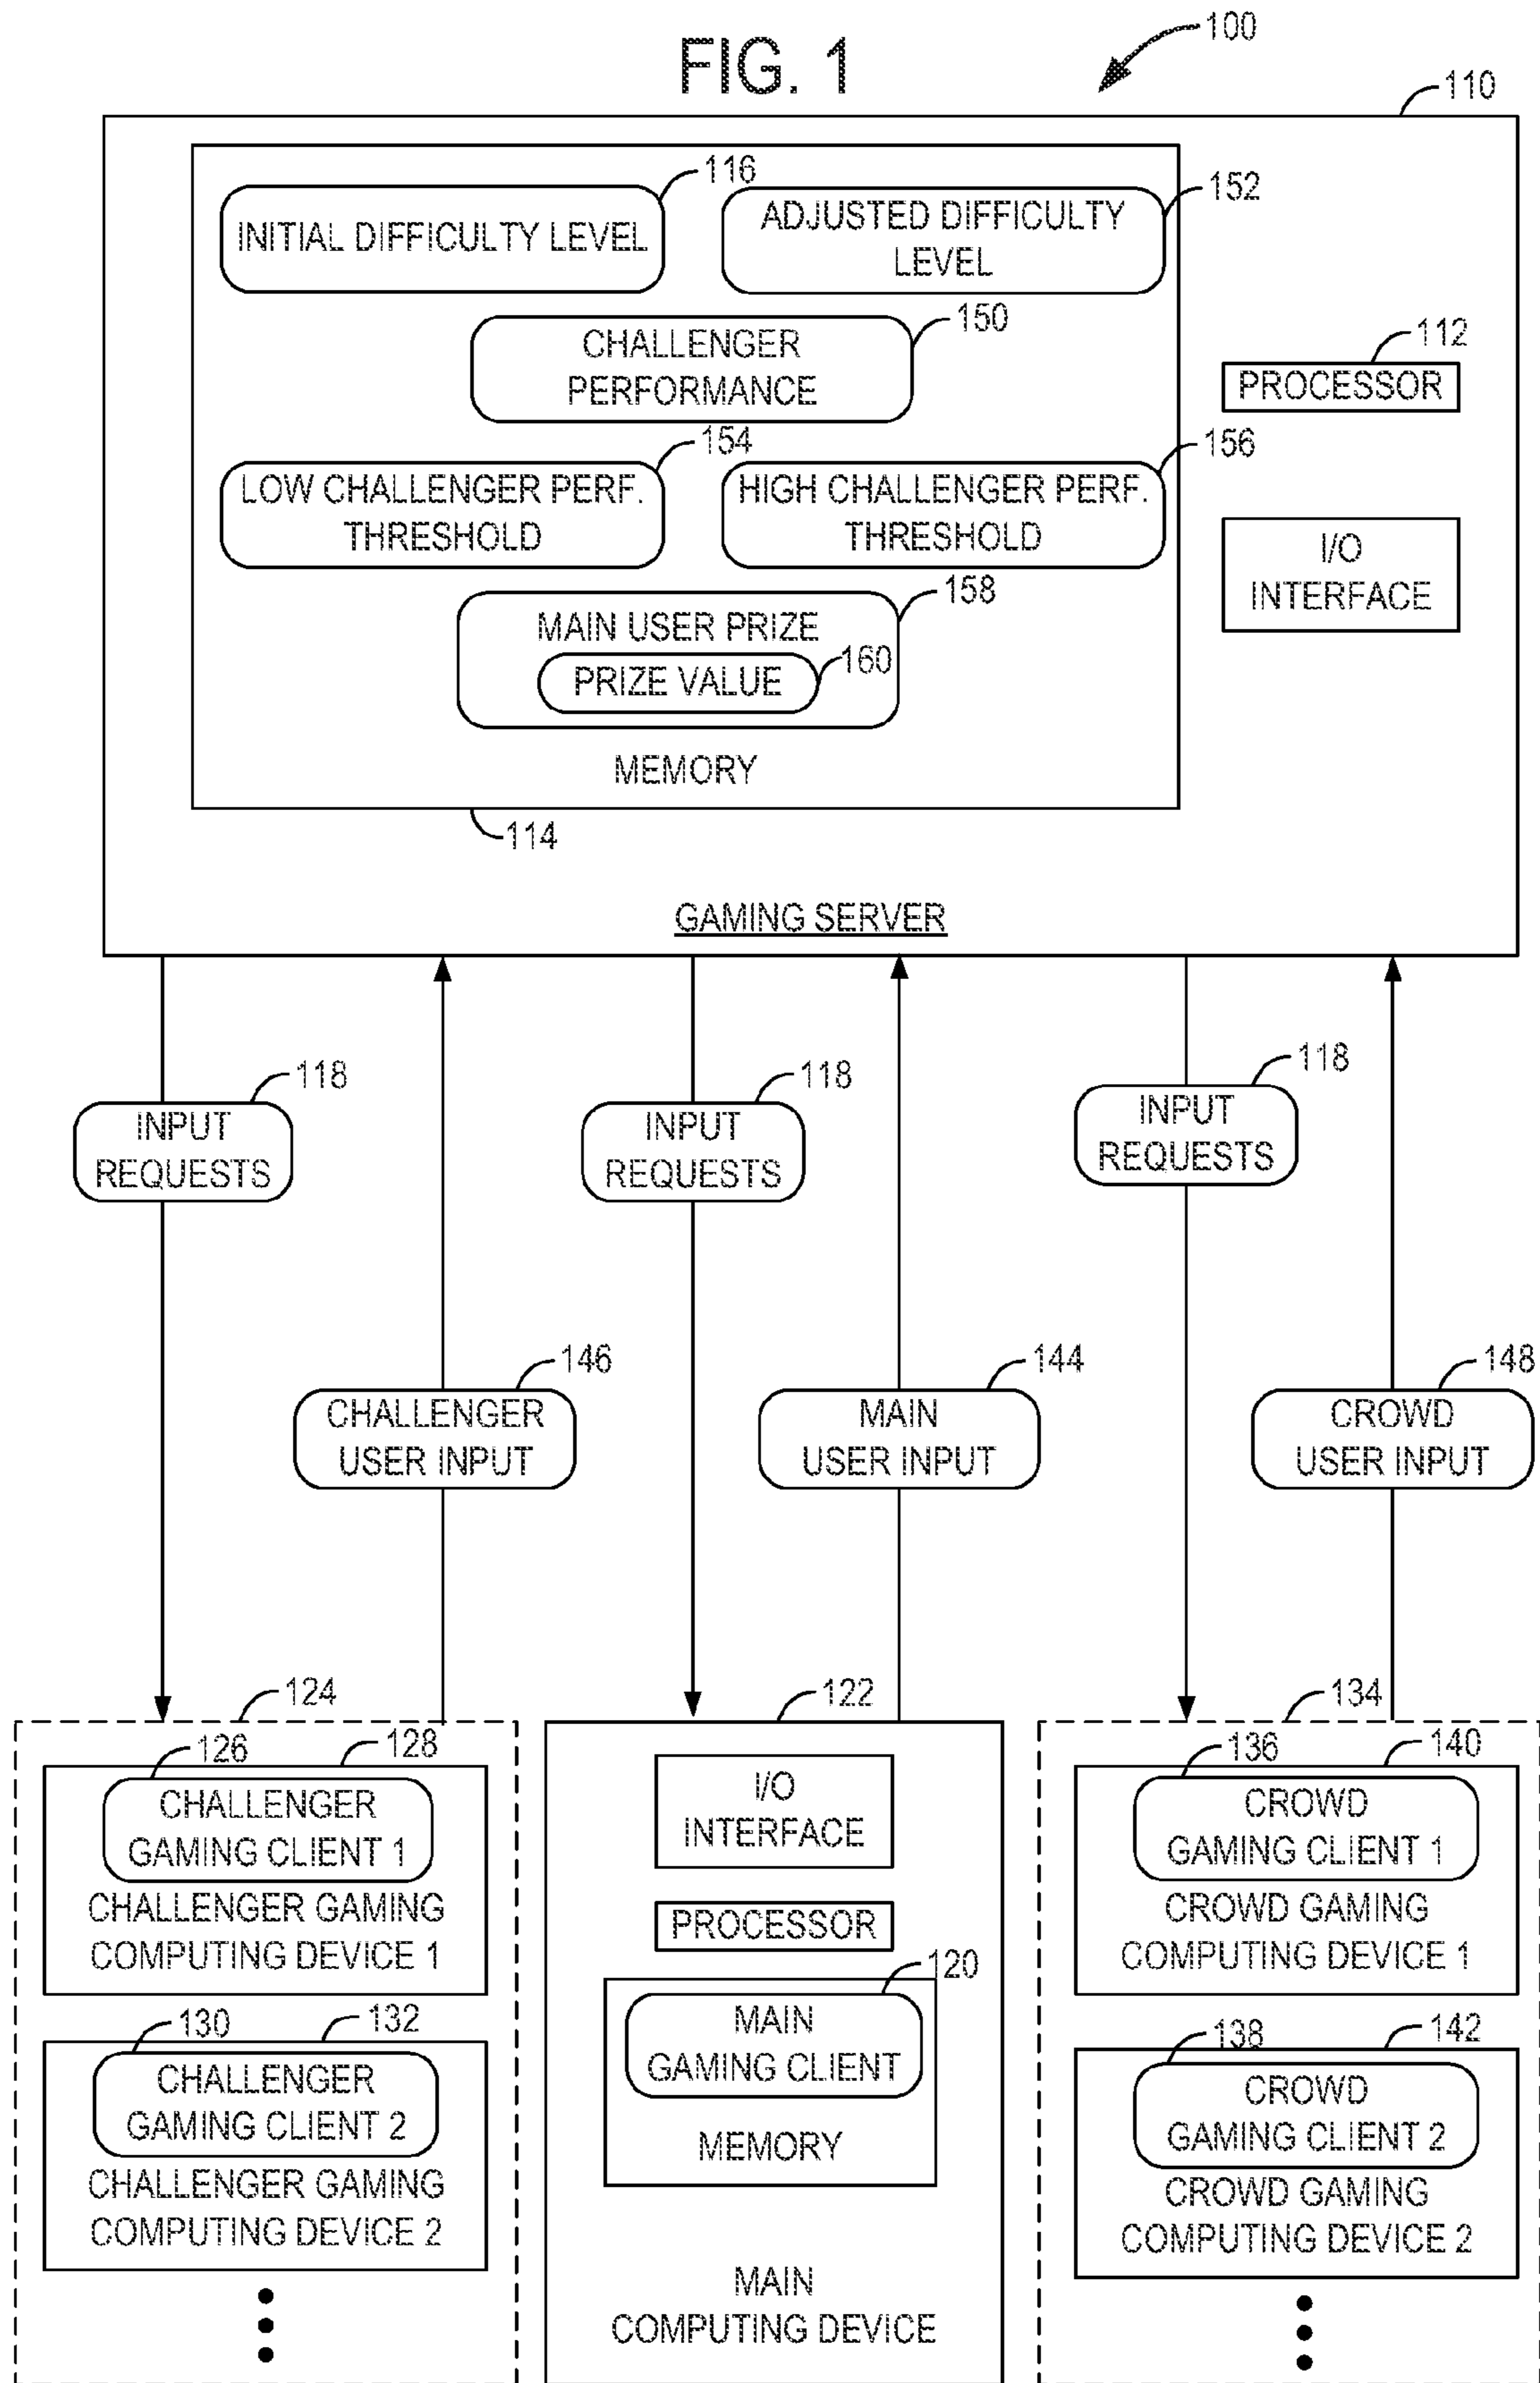 FIG. 1
100
110
116
152
INITIAL DIFFICULTY LEVEL
ADJUSTED DIFFICULTY
LEVEL
150
CHALLENGER
PERFORMANCE
112
PROCESSOR
154
156
LOW CHALLENGER PERF.
THRESHOLD
HIGH CHALLENGER PERF.
THRESHOLD
I/O
INTERFACE
158
MAIN USER PRIZE
160
PRIZE VALUE
MEMORY
114
GAMING SERVER
118
INPUT
REQUESTS
118
INPUT
REQUESTS
118
INPUT
REQUESTS
146
CHALLENGER
USER INPUT
144
MAIN
USER INPUT
148
CROWD
USER INPUT
124
126
128
CHALLENGER
GAMING CLIENT 1
CHALLENGER GAMING
COMPUTING DEVICE 1
130
132
CHALLENGER
GAMING CLIENT 2
CHALLENGER GAMING
COMPUTING DEVICE 2
122
I/O
INTERFACE
PROCESSOR
120
MAIN
GAMING CLIENT
MEMORY
MAIN
COMPUTING DEVICE
134
136
140
CROWD
GAMING CLIENT 1
CROWD GAMING
COMPUTING DEVICE 1
138
142
CROWD
GAMING CLIENT 2
CROWD GAMING
COMPUTING DEVICE 2